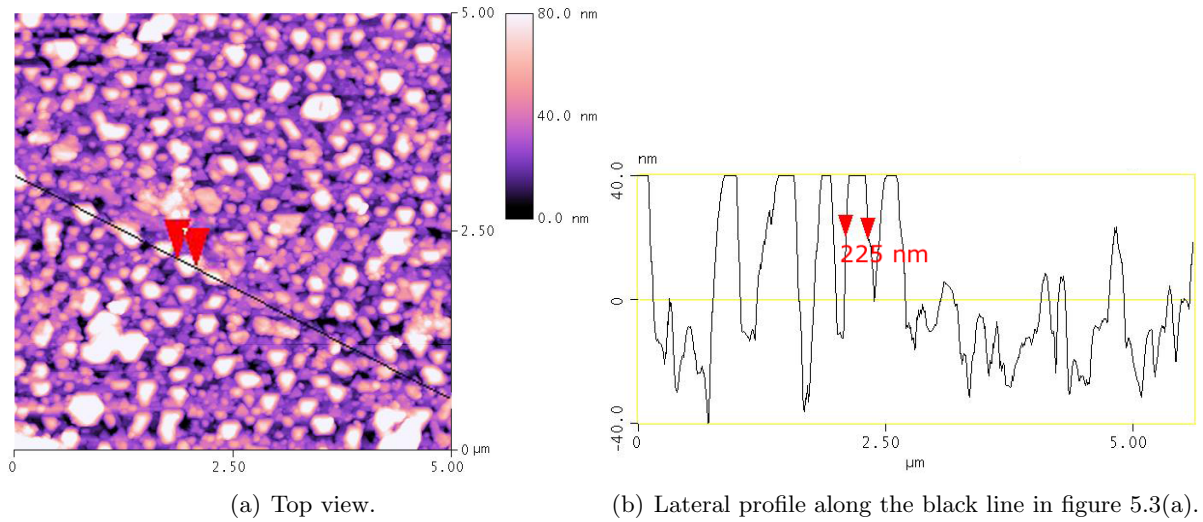 5.00
80.0 nm
40.0 nm
0.0 nm
2.50
0 µm
0
2.50
5.00
nm
40.0
0
-40.0
225 nm
0
2.50
5.00
µm
(a) Top view.
(b) Lateral profile along the black line in figure 5.3(a).